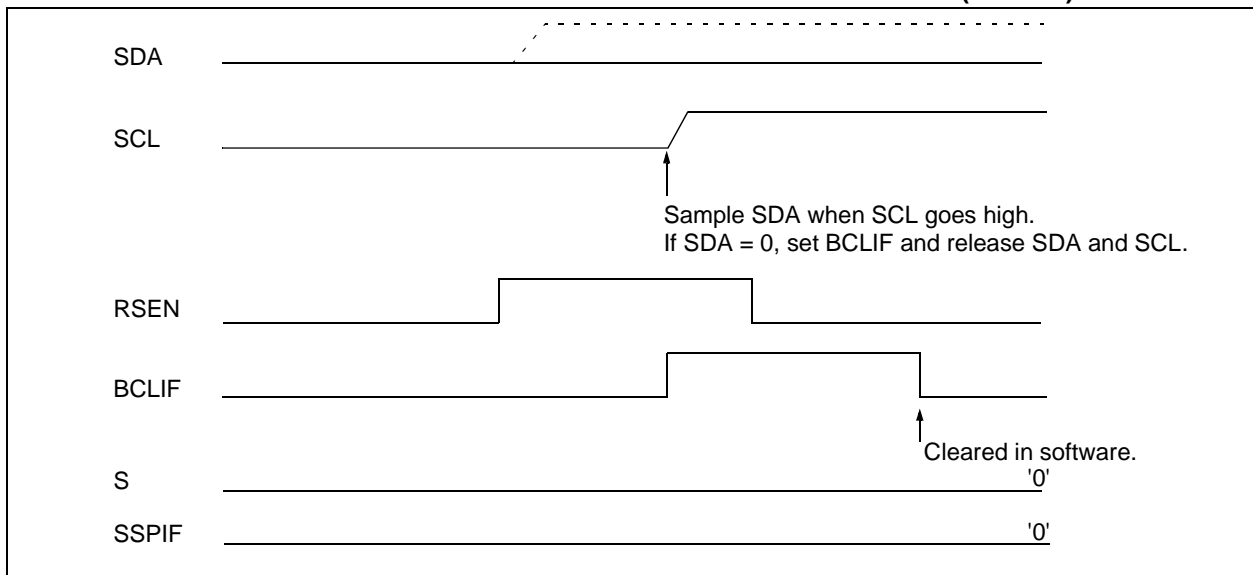 SDA
SCL
Sample SDA when SCL goes high.
If SDA = 0, set BCLIF and release SDA and SCL.
RSEN
BCLIF
Cleared in software.
S
'0'
SSPIF
'0'